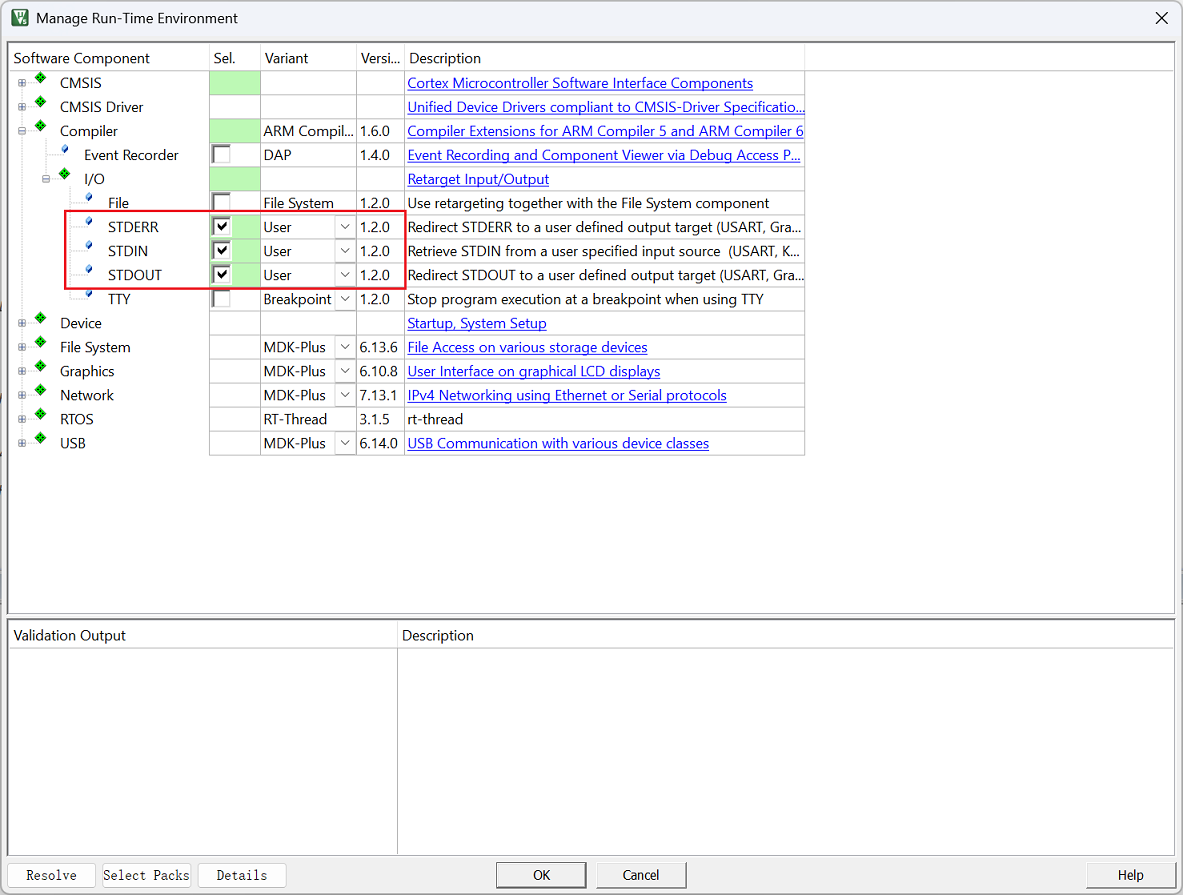 Manage Run-Time Environment
Software Component Sel. Variant Versi... Description
CMSIS Cortex Microcontroller Software Interface Components
CMSIS Driver Unified Device Drivers compliant to CMSIS-Driver Specificatio...
Compiler ARM Compil... 1.6.0 Compiler Extensions for ARM Compiler 5 and ARM Compiler 6
Event Recorder DAP 1.4.0 Event Recording and Component Viewer via Debug Access P...
I/O Retarget Input/Output
File File System 1.2.0 Use retargeting together with the File System component
STDERR User 1.2.0 Redirect STDERR to a user defined output target (USART, Gra...
STDIN User 1.2.0 Retrieve STDIN from a user specified input source (USART, K...
STDOUT User 1.2.0 Redirect STDOUT to a user defined output target (USART, Gra...
TTY Breakpoint 1.2.0 Stop program execution at a breakpoint when using TTY
Device Startup, System Setup
File System MDK-Plus 6.13.6 File Access on various storage devices
Graphics MDK-Plus 6.10.8 User Interface on graphical LCD displays
Network MDK-Plus 7.13.1 IPv4 Networking using Ethernet or Serial protocols
RTOS RT-Thread 3.1.5 rt-thread
USB MDK-Plus 6.14.0 USB Communication with various device classes
Validation Output Description
Resolve Select Packs Details OK Cancel Help